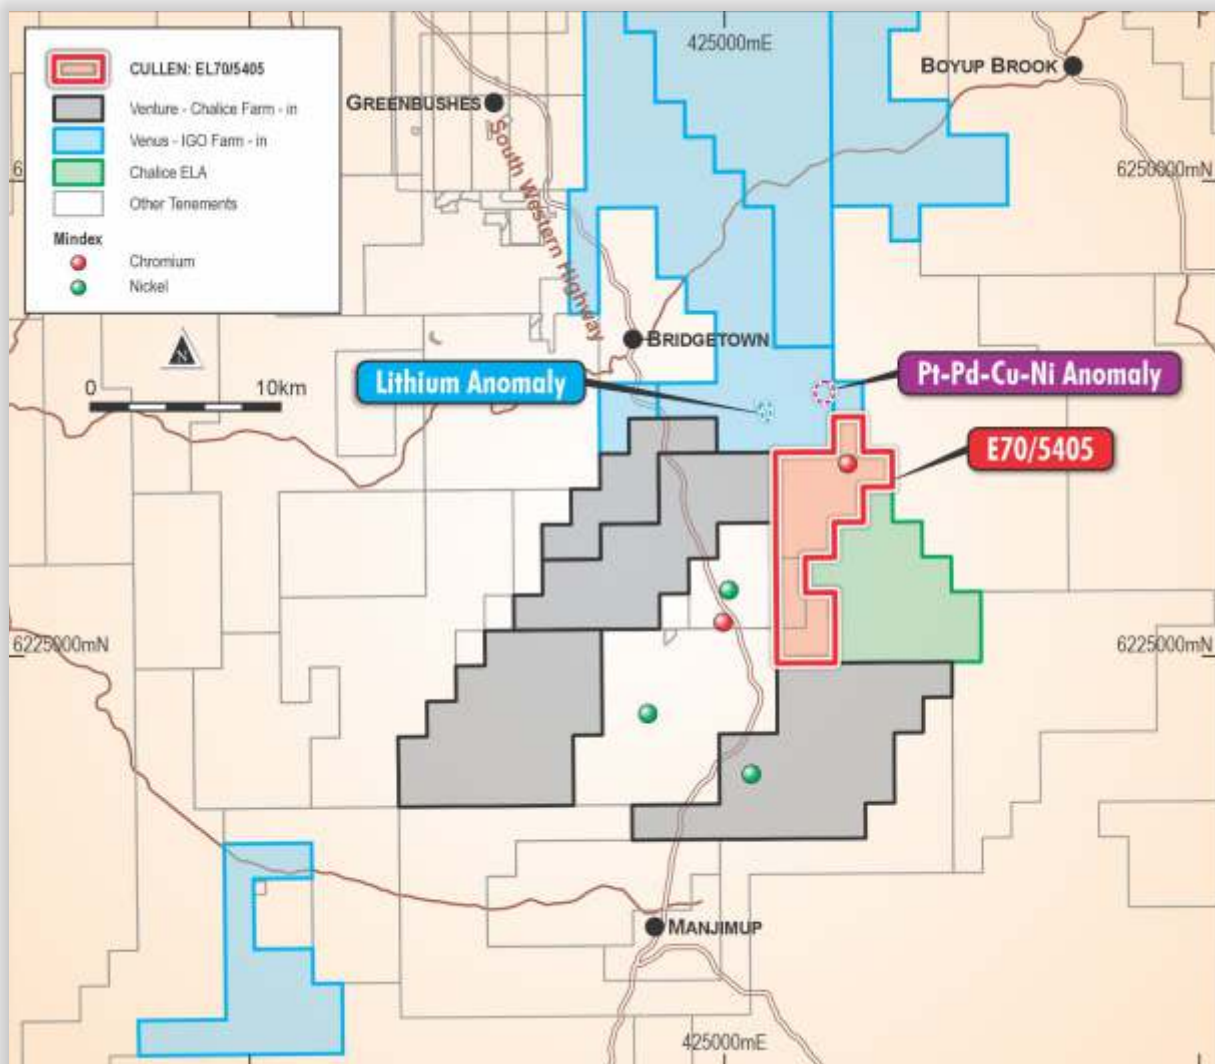 CULLEN: EL70/5405
Venture - Chalice Farm - in
Venus - IGO Farm - in
Chalice ELA
Other Tenements
Mindex
Chromium
Nickel
425000mE
BOYUP BROOK
GREENBUSHES
South Western Highway
6
6250000mN
N
BRIDGETOWN
0 10km
Lithium Anomaly
Pt-Pd-Cu-Ni Anomaly
E70/5405
6225000mN
6225000mN
MANJIMUP
425000mE